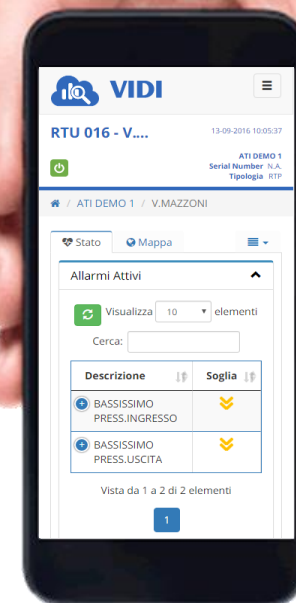 VIDI
RTU 016 - V....
13-09-2016 10:05:37
ATI DEMO 1
Serial Number N.A.
Tipologia RTP
/ ATI DEMO 1 / V.MAZZONI
Stato
Mappa
Allarmi Attivi
Visualizza 10 elementi
Cerca:
Descrizione
Soglia
BASSISSIMO
PRESS.INGRESSO
BASSISSIMO
PRESS.USCITA
Vista da 1 a 2 di 2 elementi
1